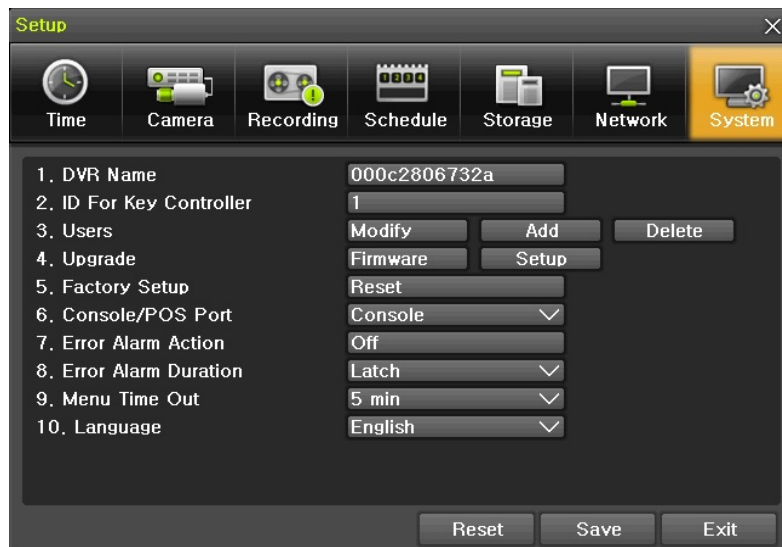 Setup
Time Camera Recording Schedule Storage Network System
1. DVR Name 000c2806732a
2. ID For Key Controller 1
3. Users Modify Add Delete
4. Upgrade Firmware Setup
5. Factory Setup Reset
6. Console/POS Port Console
7. Error Alarm Action Off
8. Error Alarm Duration Latch
9. Menu Time Out 5 min
10. Language English
Reset Save Exit